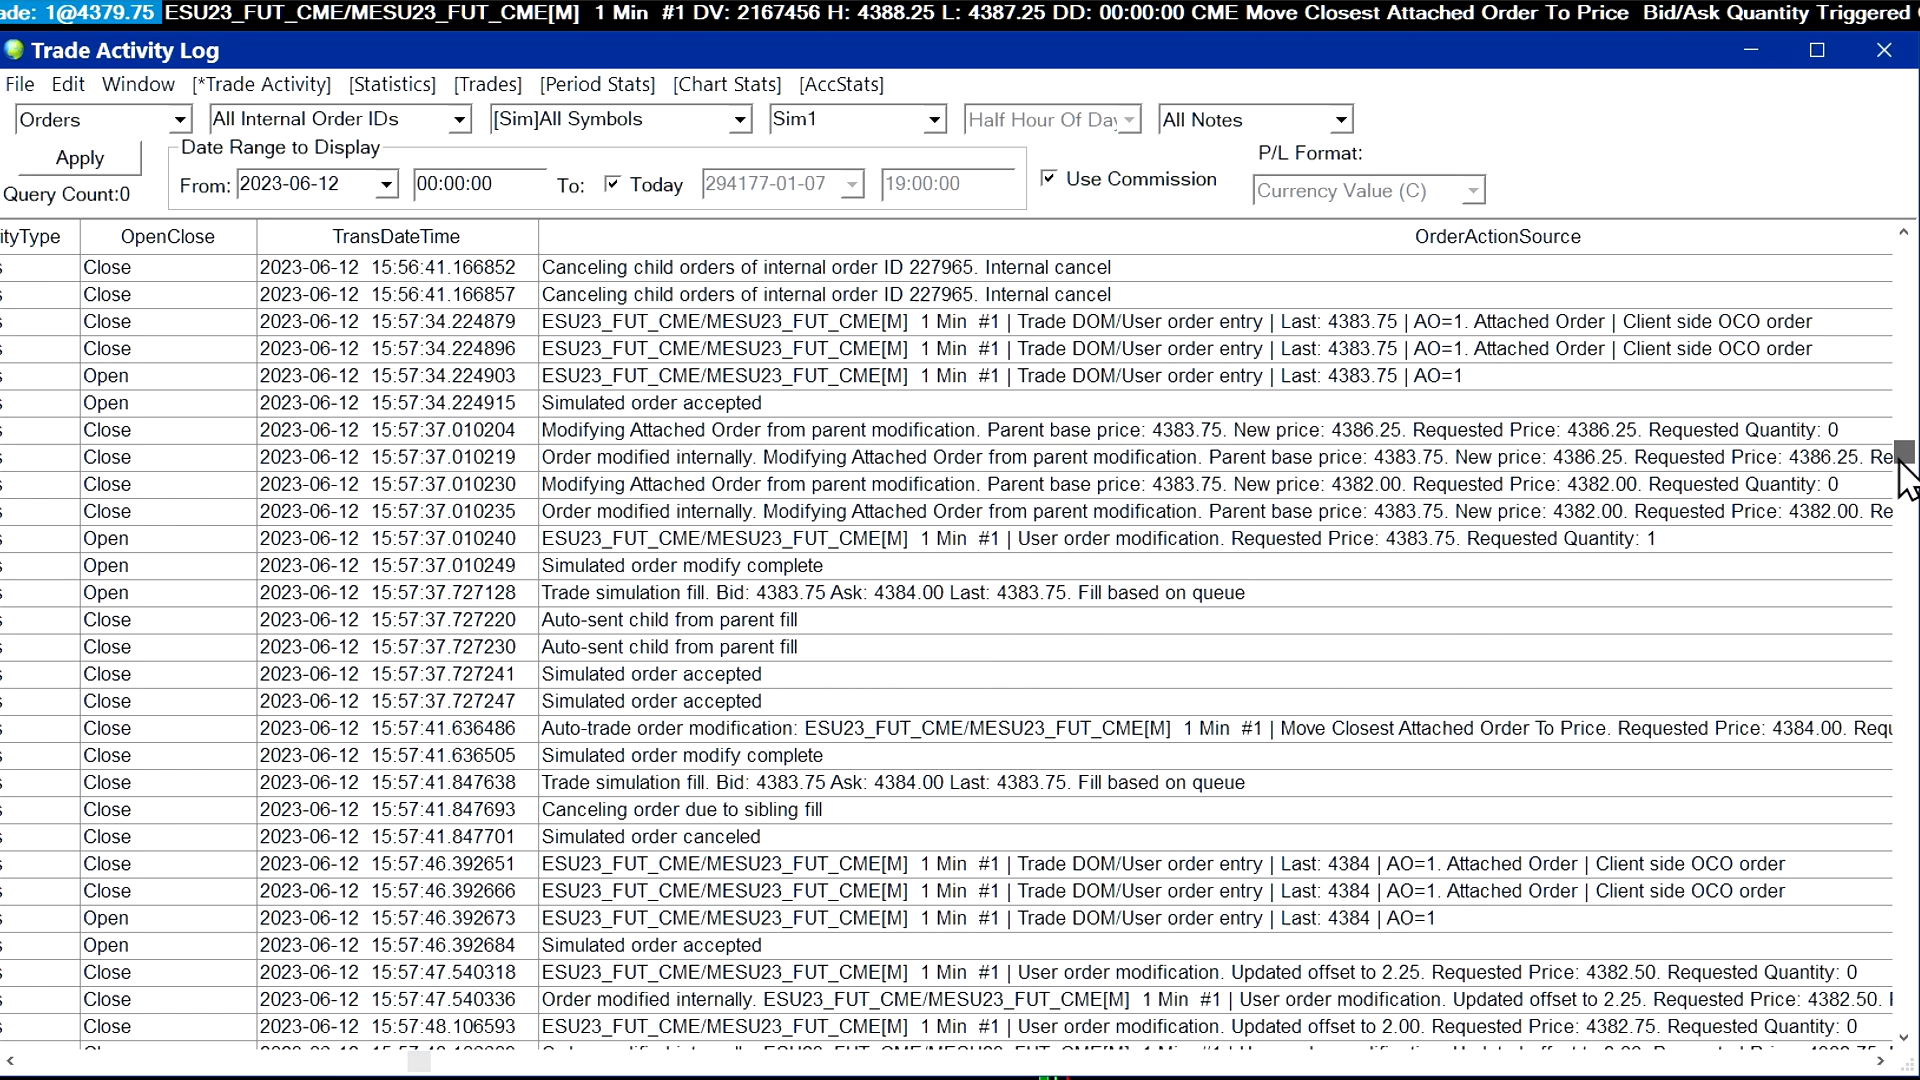 ade: 1@4379.75 ESU23_FUT_CME/MESU23_FUT_CME[M] 1 Min #1 DV: 2167456 H: 4388.25 L: 4387.25 DD: 00:00:00 CME Move Closest Attached Order To Price Bid/Ask Quantity Triggered
Trade Activity Log
File Edit Window [*Trade Activity] [Statistics] [Trades] [Period Stats] [Chart Stats] [AccStats]
Orders All Internal Order IDs [Sim]All Symbols Sim1 Half Hour Of Day All Notes
Apply Date Range to Display P/L Format:
Query Count:0 From: 2023-06-12 00:00:00 To: Today 294177-01-07 19:00:00 Use Commission Currency Value (C)
ityType OpenClose TransDateTime OrderActionSource
s Close 2023-06-12 15:56:41.166852 Canceling child orders of internal order ID 227965. Internal cancel
s Close 2023-06-12 15:56:41.166857 Canceling child orders of internal order ID 227965. Internal cancel
s Close 2023-06-12 15:57:34.224879 ESU23_FUT_CME/MESU23_FUT_CME[M] 1 Min #1 | Trade DOM/User order entry | Last: 4383.75 | AO=1. Attached Order | Client side OCO order
s Close 2023-06-12 15:57:34.224896 ESU23_FUT_CME/MESU23_FUT_CME[M] 1 Min #1 | Trade DOM/User order entry | Last: 4383.75 | AO=1. Attached Order | Client side OCO order
s Open 2023-06-12 15:57:34.224903 ESU23_FUT_CME/MESU23_FUT_CME[M] 1 Min #1 | Trade DOM/User order entry | Last: 4383.75 | AO=1
s Open 2023-06-12 15:57:34.224915 Simulated order accepted
s Close 2023-06-12 15:57:37.010204 Modifying Attached Order from parent modification. Parent base price: 4383.75. New price: 4386.25. Requested Price: 4386.25. Requested Quantity: 0
s Close 2023-06-12 15:57:37.010219 Order modified internally. Modifying Attached Order from parent modification. Parent base price: 4383.75. New price: 4386.25. Requested Price: 4386.25. Re
s Close 2023-06-12 15:57:37.010230 Modifying Attached Order from parent modification. Parent base price: 4383.75. New price: 4382.00. Requested Price: 4382.00. Requested Quantity: 0
s Close 2023-06-12 15:57:37.010235 Order modified internally. Modifying Attached Order from parent modification. Parent base price: 4383.75. New price: 4382.00. Requested Price: 4382.00. Re
s Open 2023-06-12 15:57:37.010240 ESU23_FUT_CME/MESU23_FUT_CME[M] 1 Min #1 | User order modification. Requested Price: 4383.75. Requested Quantity: 1
s Open 2023-06-12 15:57:37.010249 Simulated order modify complete
s Open 2023-06-12 15:57:37.727128 Trade simulation fill. Bid: 4383.75 Ask: 4384.00 Last: 4383.75. Fill based on queue
s Close 2023-06-12 15:57:37.727220 Auto-sent child from parent fill
s Close 2023-06-12 15:57:37.727230 Auto-sent child from parent fill
s Close 2023-06-12 15:57:37.727241 Simulated order accepted
s Close 2023-06-12 15:57:37.727247 Simulated order accepted
s Close 2023-06-12 15:57:41.636486 Auto-trade order modification: ESU23_FUT_CME/MESU23_FUT_CME[M] 1 Min #1 | Move Closest Attached Order To Price. Requested Price: 4384.00. Requ
s Close 2023-06-12 15:57:41.636505 Simulated order modify complete
s Close 2023-06-12 15:57:41.847638 Trade simulation fill. Bid: 4383.75 Ask: 4384.00 Last: 4383.75. Fill based on queue
s Close 2023-06-12 15:57:41.847693 Canceling order due to sibling fill
s Close 2023-06-12 15:57:41.847701 Simulated order canceled
s Close 2023-06-12 15:57:46.392651 ESU23_FUT_CME/MESU23_FUT_CME[M] 1 Min #1 | Trade DOM/User order entry | Last: 4384 | AO=1. Attached Order | Client side OCO order
s Close 2023-06-12 15:57:46.392666 ESU23_FUT_CME/MESU23_FUT_CME[M] 1 Min #1 | Trade DOM/User order entry | Last: 4384 | AO=1. Attached Order | Client side OCO order
s Open 2023-06-12 15:57:46.392673 ESU23_FUT_CME/MESU23_FUT_CME[M] 1 Min #1 | Trade DOM/User order entry | Last: 4384 | AO=1
s Open 2023-06-12 15:57:46.392684 Simulated order accepted
s Close 2023-06-12 15:57:47.540318 ESU23_FUT_CME/MESU23_FUT_CME[M] 1 Min #1 | User order modification. Updated offset to 2.25. Requested Price: 4382.50. Requested Quantity: 0
s Close 2023-06-12 15:57:47.540336 Order modified internally. ESU23_FUT_CME/MESU23_FUT_CME[M] 1 Min #1 | User order modification. Updated offset to 2.25. Requested Price: 4382.50.
s Close 2023-06-12 15:57:48.106593 ESU23_FUT_CME/MESU23_FUT_CME[M] 1 Min #1 | User order modification. Updated offset to 2.00. Requested Price: 4382.75. Requested Quantity: 0